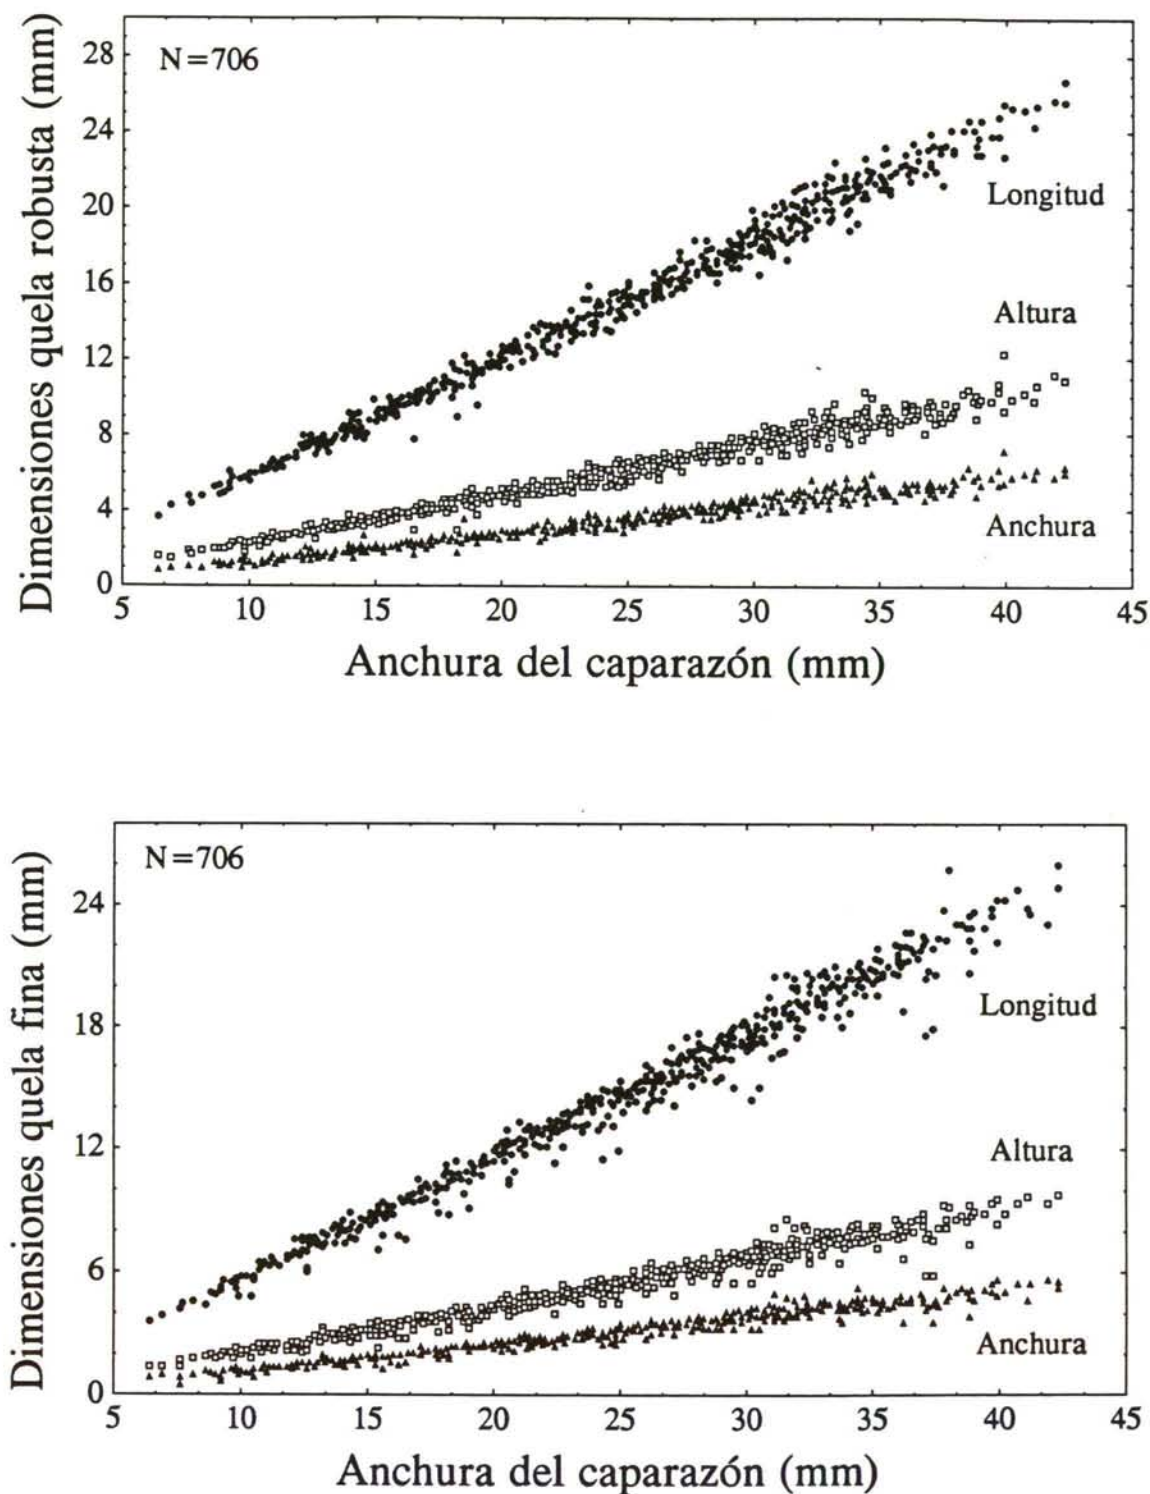 Dimensiones quela robusta (mm)
28
24
20
16
12
8
4
0
N=706
Longitud
Altura
Anchura
5 10 15 20 25 30 35 40 45
Anchura del caparazón (mm)
Dimensiones quela fina (mm)
24
18
12
6
0
N=706
Longitud
Altura
Anchura
5 10 15 20 25 30 35 40 45
Anchura del caparazón (mm)